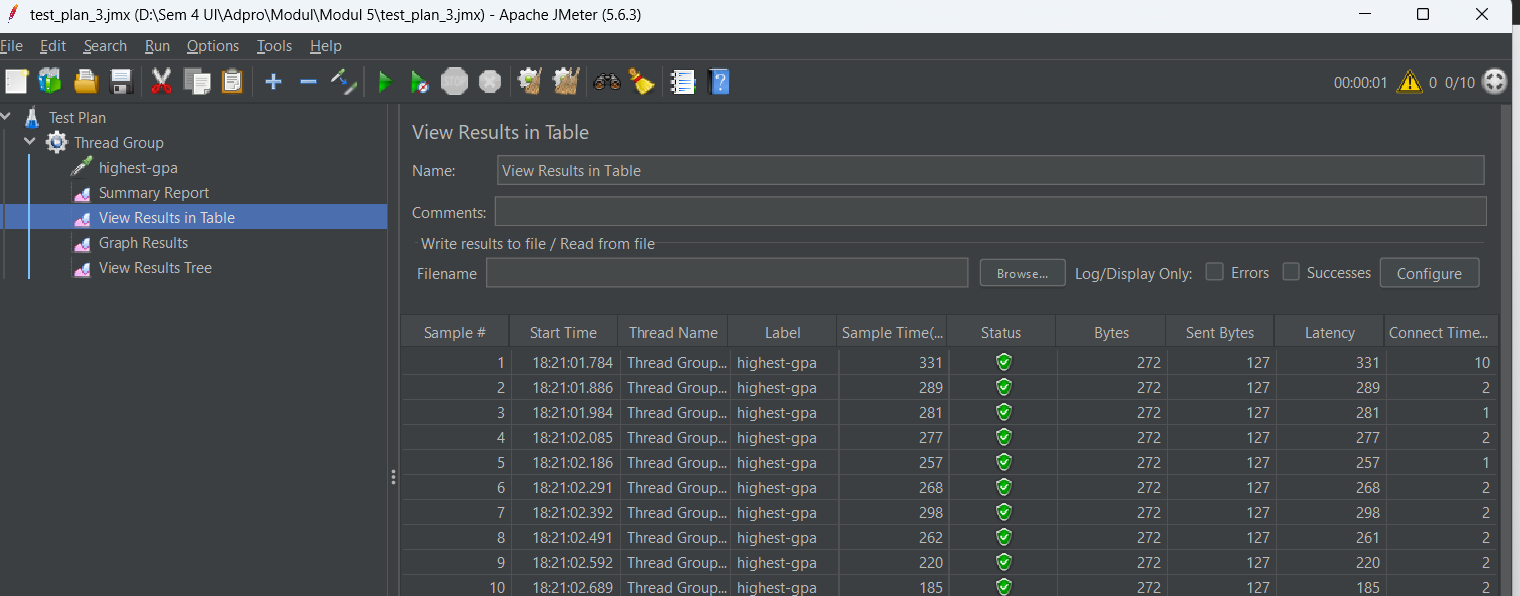 test_plan_3.jmx (D:\Sem 4 UI\Adpro\Modul\Modul 5\test_plan_3.jmx) - Apache JMeter (5.6.3)
File Edit Search Run Options Tools Help
STOP ? 00:00:01 0 0/10
Test Plan
Thread Group
highest-gpa
Summary Report
View Results in Table
Graph Results
View Results Tree
View Results in Table
Name: View Results in Table
Comments:
Write results to file / Read from file
Filename Browse... Log/Display Only: Errors Successes Configure
Sample # Start Time Thread Name Label Sample Time(... Status Bytes Sent Bytes Latency Connect Time...
1 18:21:01.784 Thread Group... highest-gpa 331 272 127 331 10
2 18:21:01.886 Thread Group... highest-gpa 289 272 127 289 2
3 18:21:01.984 Thread Group... highest-gpa 281 272 127 281 1
4 18:21:02.085 Thread Group... highest-gpa 277 272 127 277 2
5 18:21:02.186 Thread Group... highest-gpa 257 272 127 257 1
6 18:21:02.291 Thread Group... highest-gpa 268 272 127 268 2
7 18:21:02.392 Thread Group... highest-gpa 298 272 127 298 2
8 18:21:02.491 Thread Group... highest-gpa 262 272 127 261 2
9 18:21:02.592 Thread Group... highest-gpa 220 272 127 220 2
10 18:21:02.689 Thread Group... highest-gpa 185 272 127 185 2